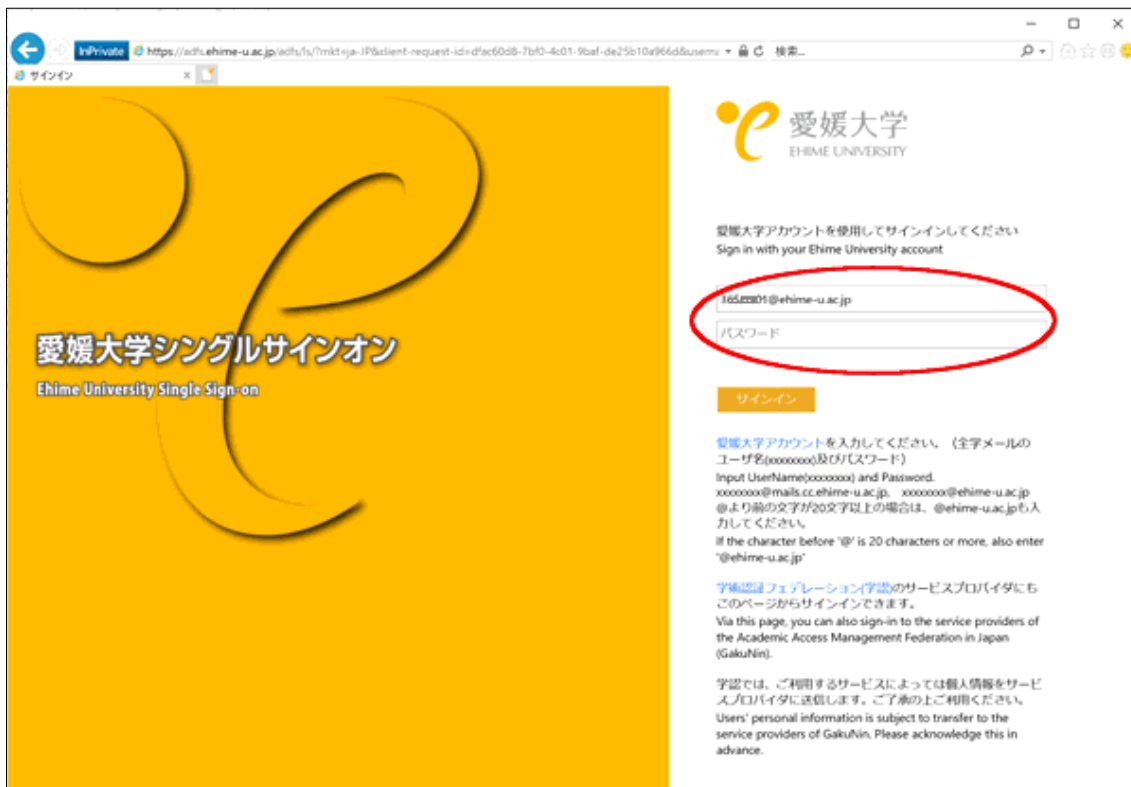 InPrivate
https://adfs.ehime-u.ac.jp/adfs/ls/?mkt=ja-JP&client-request-id=dfac60d8-7bf0-4c01-9baf-de25b10a966d&userna
検索...
サインイン
愛媛大学
EHIME UNIVERSITY
愛媛大学アカウントを使用してサインインしてください
Sign in with your Ehime University account
@ehime-u.ac.jp
パスワード
愛媛大学シングルサインオン
Ehime University Single Sign-on
サインイン
愛媛大学アカウントを入力してください。（全学メールの
ユーザ名(xxxxxxxx)及びパスワード）
Input UserName(xxxxxxxx) and Password.
xxxxxxxx@mails.cc.ehime-u.ac.jp, xxxxxxxx@ehime-u.ac.jp
@より前の文字が20文字以上の場合は、@ehime-u.ac.jpも入
力してください。
If the character before '@' is 20 characters or more, also enter
'@ehime-u.ac.jp'
学術認証フェデレーション(学認)のサービスプロバイダにも
このページからサインインできます。
Via this page, you can also sign-in to the service providers of
the Academic Access Management Federation in Japan
(GakuNin).
学認では、ご利用するサービスによっては個人情報をサービ
スプロバイダに送信します。ご了承の上ご利用ください。
Users' personal information is subject to transfer to the
service providers of GakuNin. Please acknowledge this in
advance.